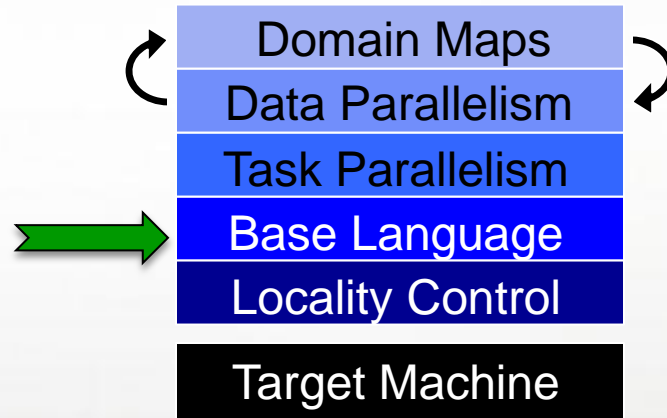 Domain Maps
Data Parallelism
Task Parallelism
Base Language
Locality Control
Target Machine